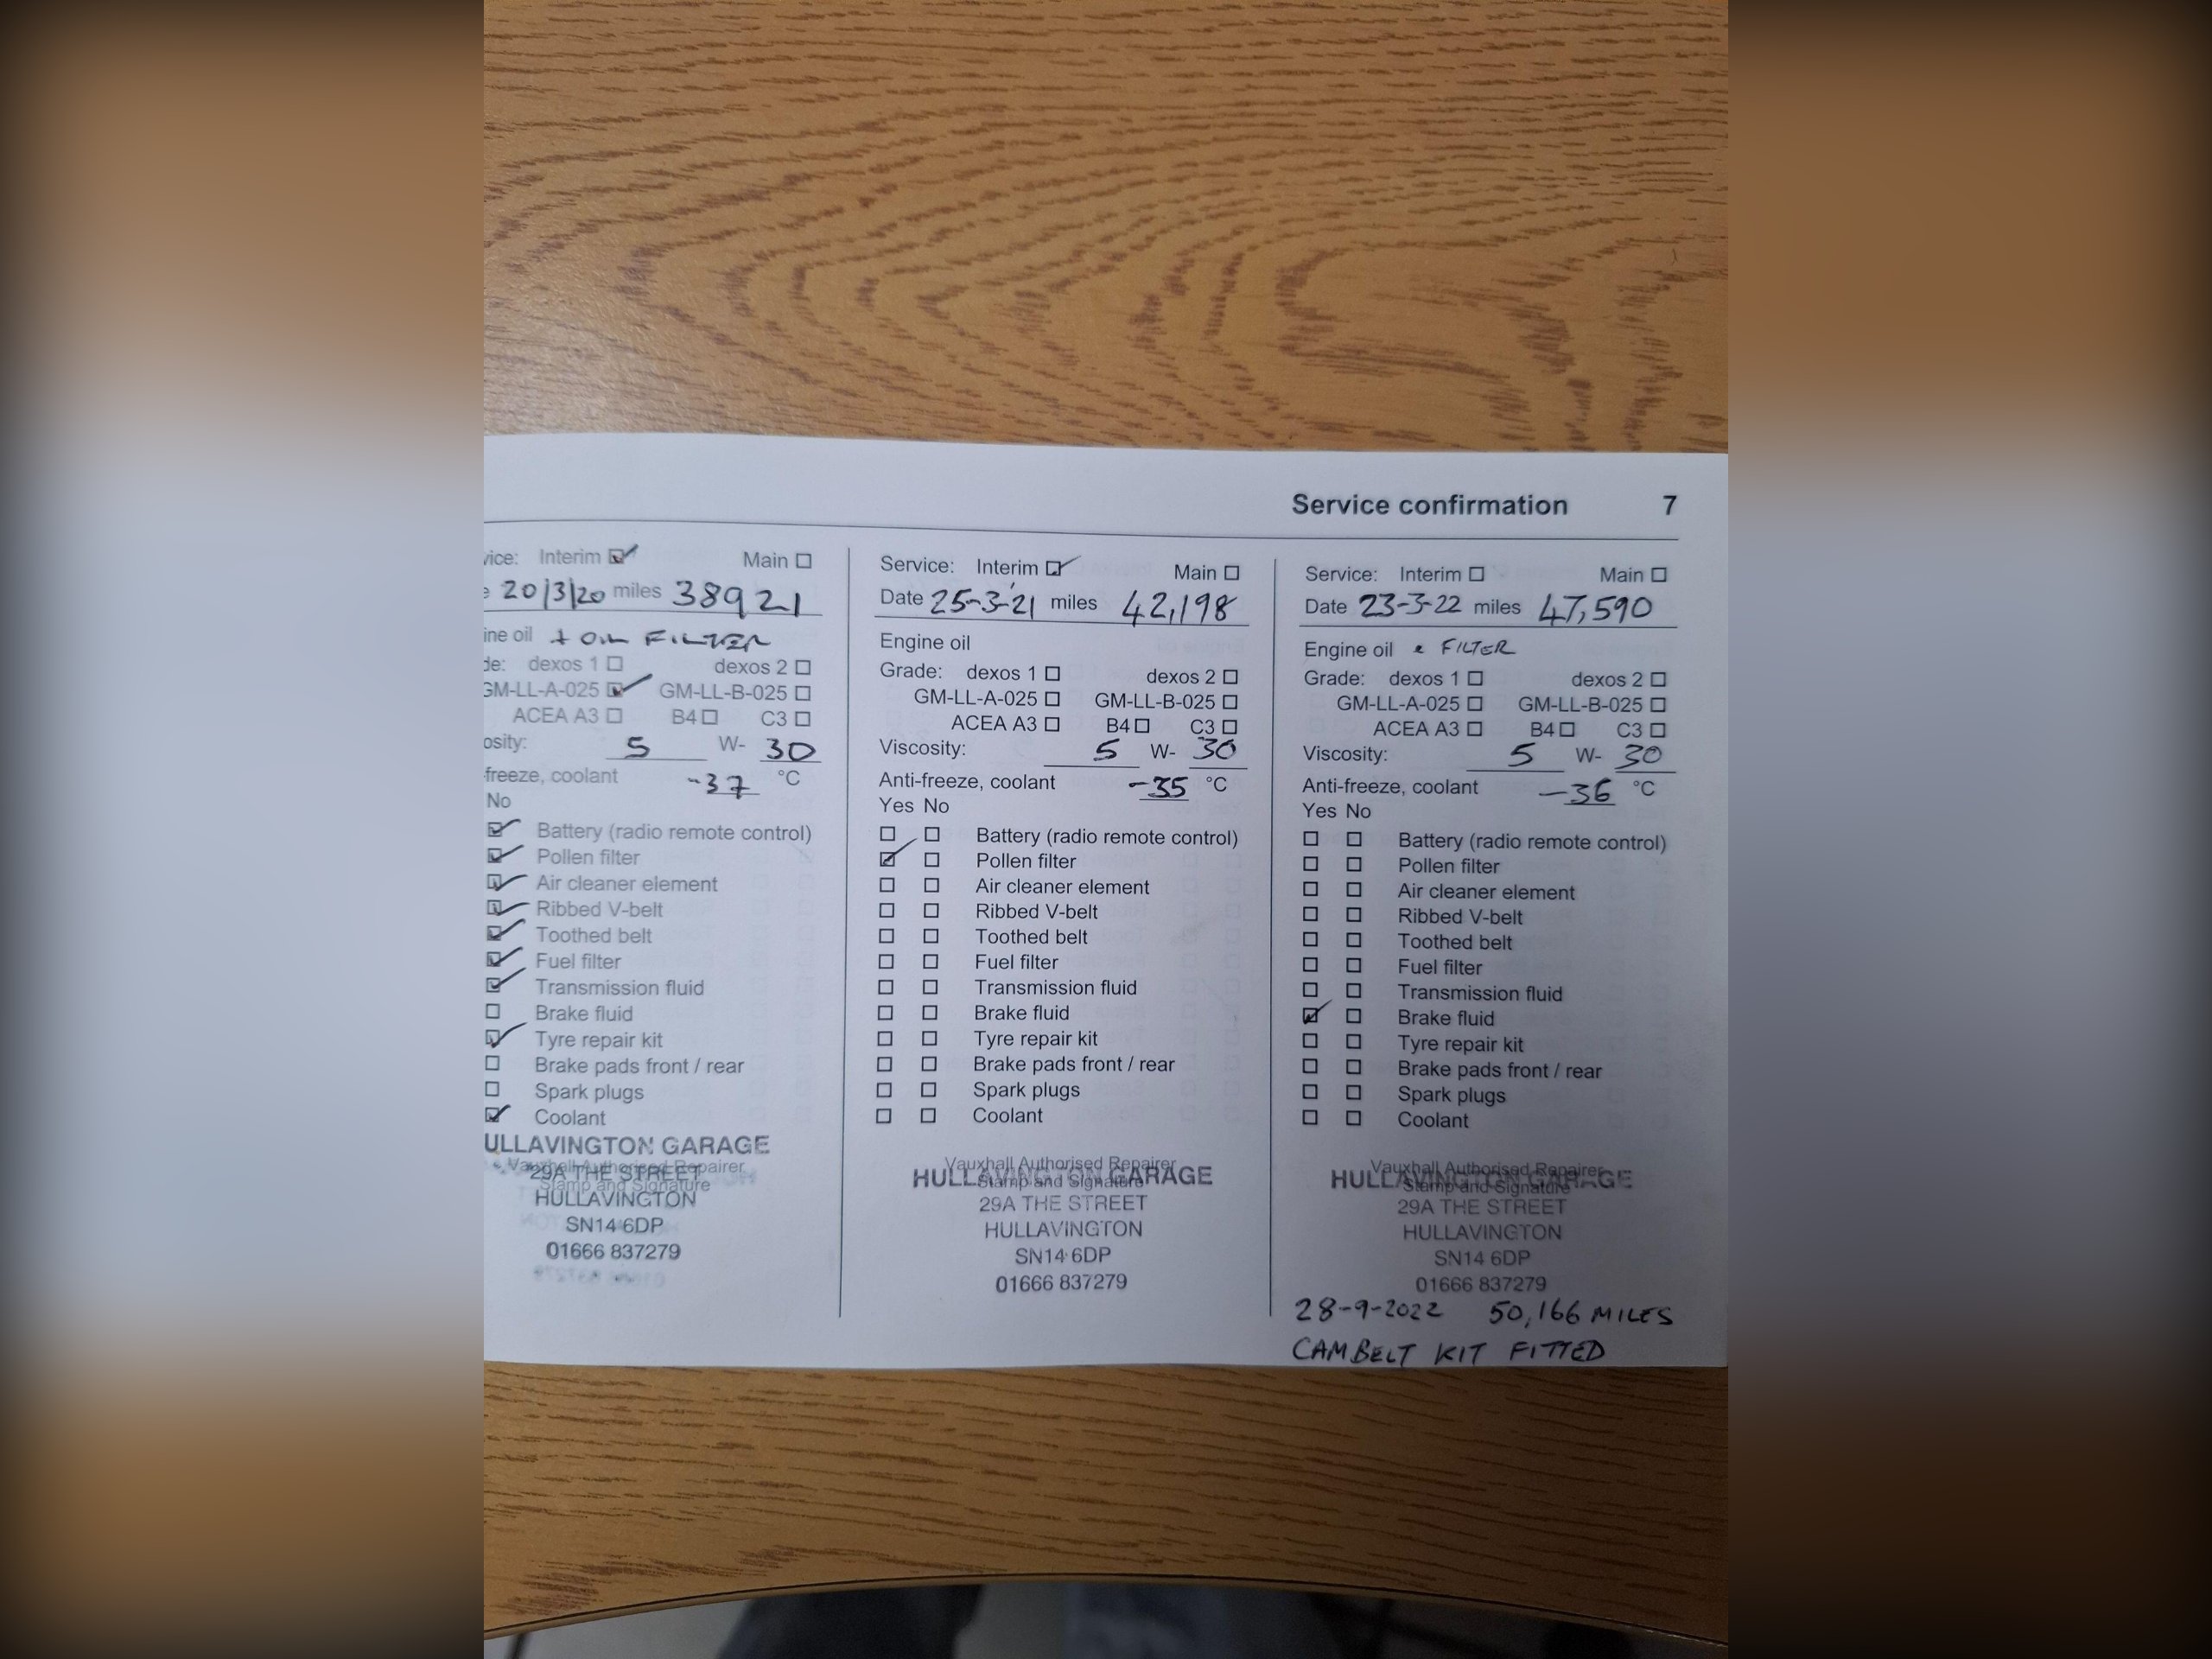 Service confirmation 7
vice: Interim Main
20/3/20 miles 38921
ine oil + OIL FILTER
de: dexos 1 dexos 2
GM-LL-A-025 GM-LL-B-025
ACEA A3 B4 C3
osity: 5 W- 30
freeze, coolant -37 °C
No
Battery (radio remote control)
Pollen filter
Air cleaner element
Ribbed V-belt
Toothed belt
Fuel filter
Transmission fluid
Brake fluid
Tyre repair kit
Brake pads front / rear
Spark plugs
Coolant
ULLAVINGTON GARAGE
Vauxhall Authorised Repairer
29A THE STREET
Stamp and Signature
HULLAVINGTON
SN14 6DP
01666 837279
Service: Interim Main
Date 25-3-21 miles 42,198
Engine oil
Grade: dexos 1 dexos 2
GM-LL-A-025 GM-LL-B-025
ACEA A3 B4 C3
Viscosity: 5 W- 30
Anti-freeze, coolant -35 °C
Yes No
Battery (radio remote control)
Pollen filter
Air cleaner element
Ribbed V-belt
Toothed belt
Fuel filter
Transmission fluid
Brake fluid
Tyre repair kit
Brake pads front / rear
Spark plugs
Coolant
Vauxhall Authorised Repairer
HULLAVINGTON GARAGE
Stamp and Signature
29A THE STREET
HULLAVINGTON
SN14 6DP
01666 837279
Service: Interim Main
Date 23-3-22 miles 47,590
Engine oil & FILTER
Grade: dexos 1 dexos 2
GM-LL-A-025 GM-LL-B-025
ACEA A3 B4 C3
Viscosity: 5 W- 30
Anti-freeze, coolant -36 °C
Yes No
Battery (radio remote control)
Pollen filter
Air cleaner element
Ribbed V-belt
Toothed belt
Fuel filter
Transmission fluid
Brake fluid
Tyre repair kit
Brake pads front / rear
Spark plugs
Coolant
Vauxhall Authorised Repairer
HULLAVINGTON GARAGE
Stamp and Signature
29A THE STREET
HULLAVINGTON
SN14 6DP
01666 837279
28-9-2022 50,166 MILES
CAMBELT KIT FITTED